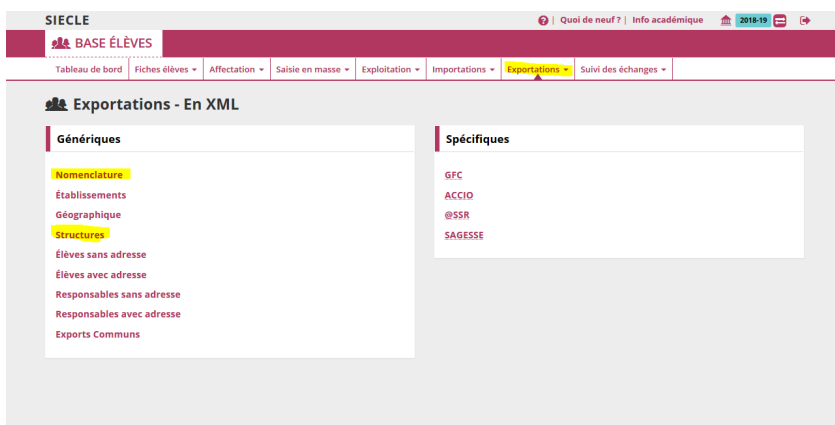 SIECLE
Quoi de neuf ? | Info académique 2018-19
BASE ÉLÈVES
Tableau de bord Fiches élèves Affectation Saisie en masse Exploitation Importations Exportations Suivi des échanges
Exportations - En XML
Génériques
Nomenclature
Établissements
Géographique
Structures
Élèves sans adresse
Élèves avec adresse
Responsables sans adresse
Responsables avec adresse
Exports Communs
Spécifiques
GFC
ACCIO
@SSR
SAGESSE